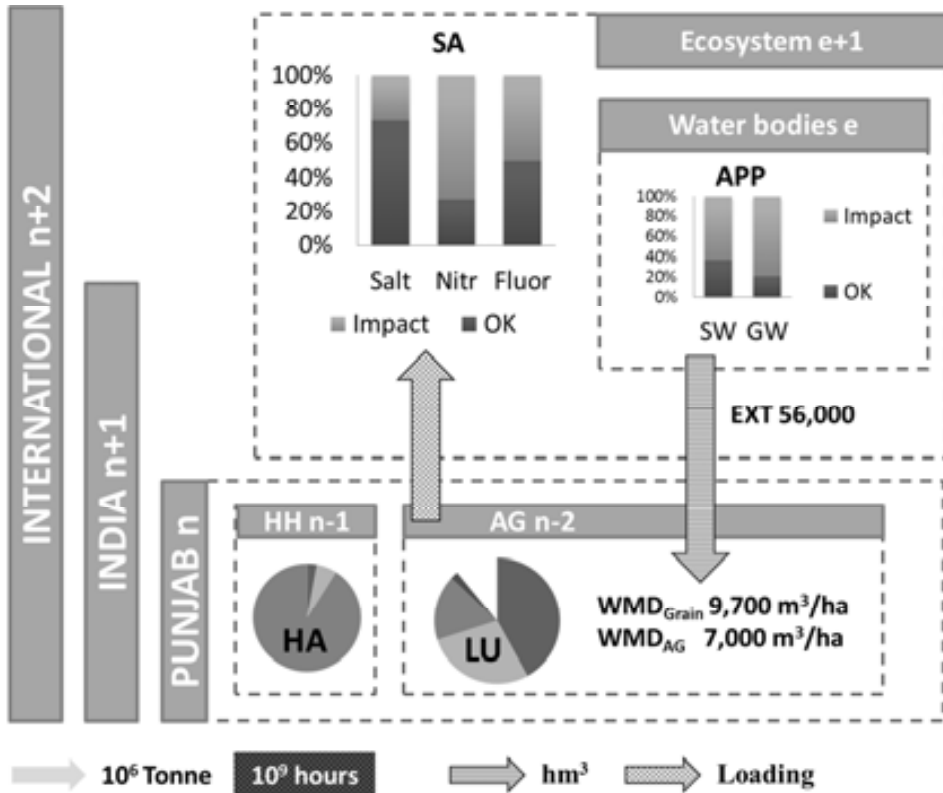 INTERNATIONAL n+2
INDIA n+1
PUNJAB n
Ecosystem e+1
SA
100%
80%
60%
40%
20%
0%
Salt Nitr Fluor
Impact OK
Water bodies e
APP
100%
80%
60%
40%
20%
0%
Impact
OK
SW GW
EXT 56,000
HH n-1
HA
AG n-2
LU
WMD_Grain 9,700 m³/ha
WMD_AG 7,000 m³/ha
10⁶ Tonne
10⁹ hours
hm³
Loading